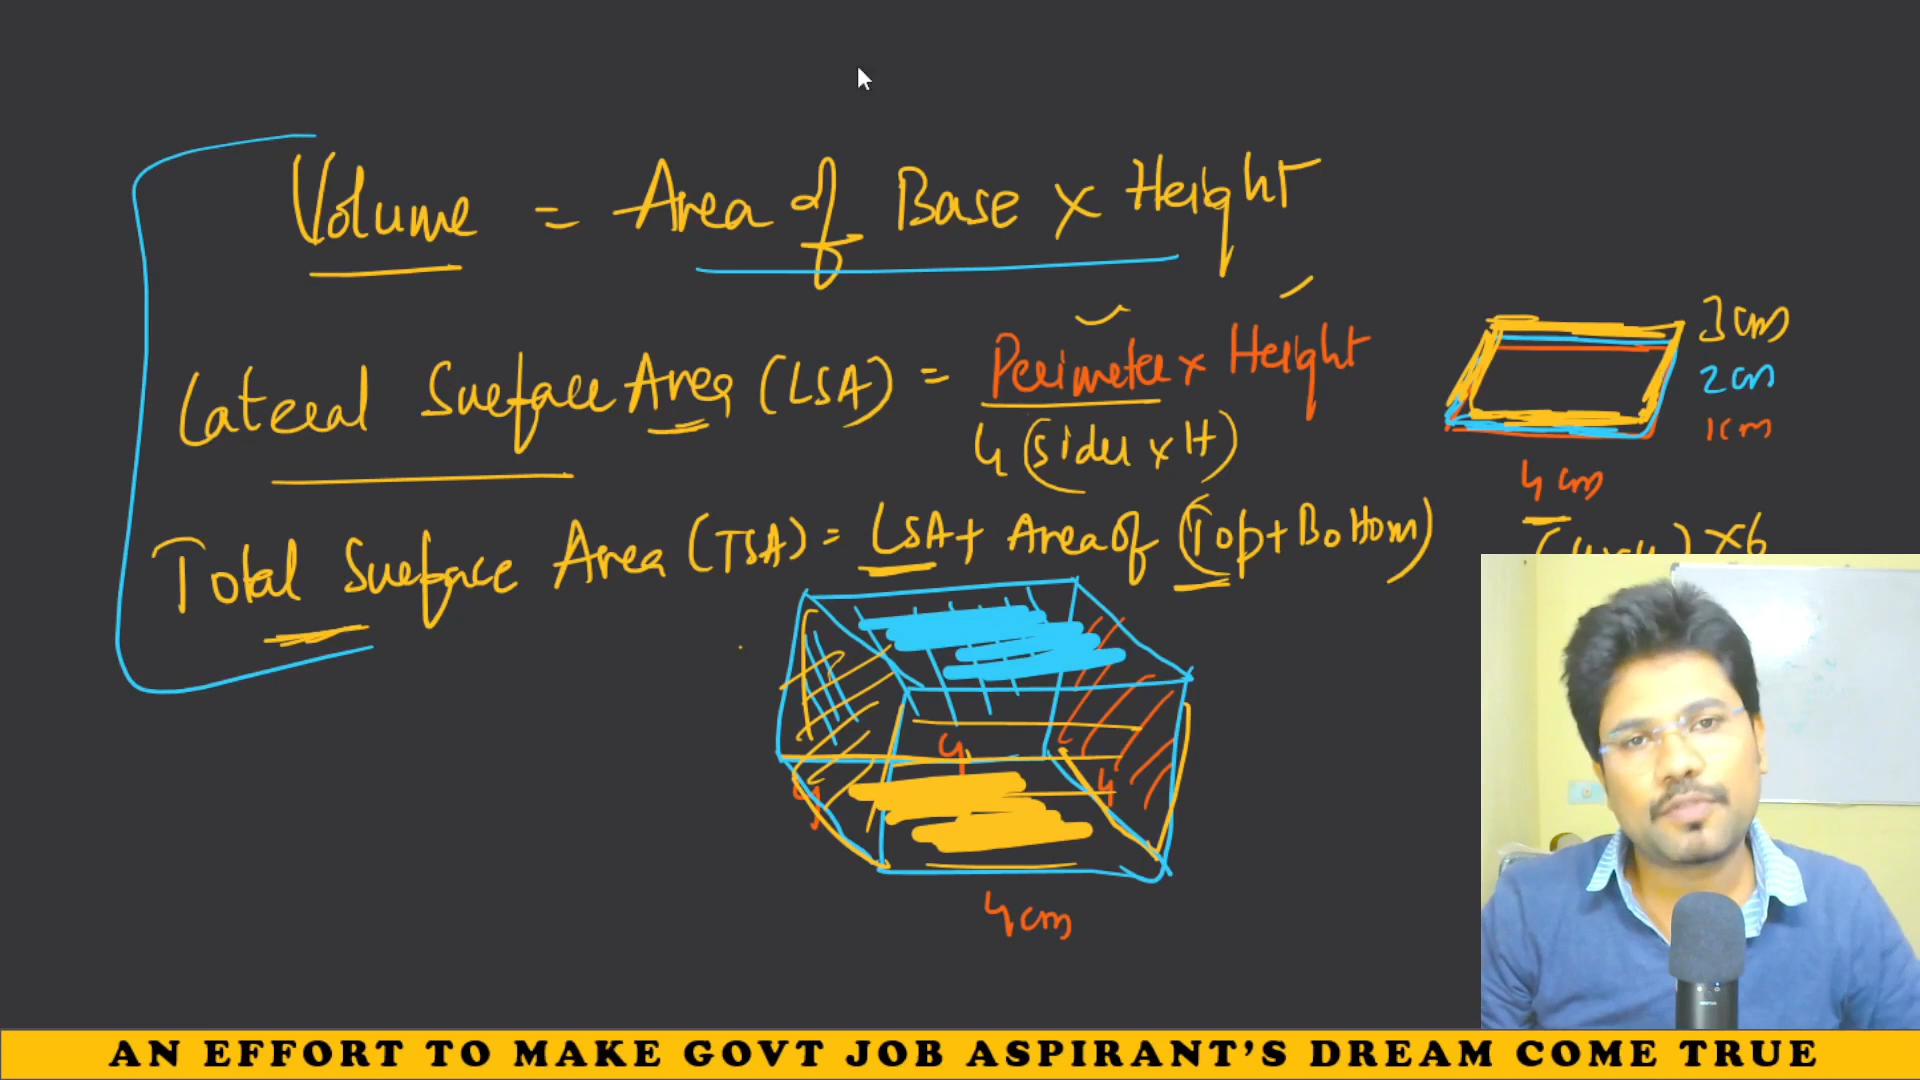 Volume = Area of Base x Height
Lateral Surface Area (LSA) = Perimeter x Height
4 (Sider x H)
Total Surface Area (TSA) = LSA + Area of (Top + Bottom)
3 cm
2 cm
1 cm
4 cm
x 6
4
4
4
4 cm
AN EFFORT TO MAKE GOVT JOB ASPIRANT'S DREAM COME TRUE